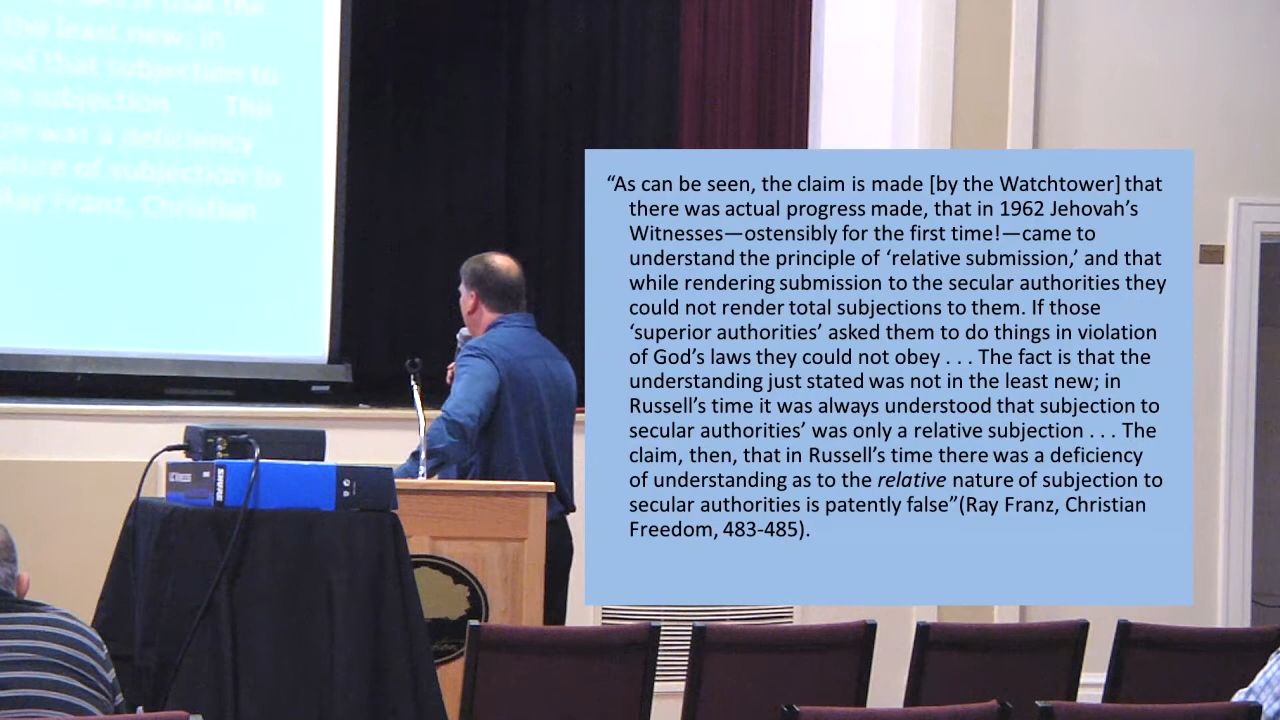 that the
the least new; in
that subjection to
subjection The
was a deficiency
of subjection to
Ray Franz, Christian
SHURE
“As can be seen, the claim is made [by the Watchtower] that
there was actual progress made, that in 1962 Jehovah’s
Witnesses—ostensibly for the first time!—came to
understand the principle of ‘relative submission,’ and that
while rendering submission to the secular authorities they
could not render total subjections to them. If those
‘superior authorities’ asked them to do things in violation
of God’s laws they could not obey . . . The fact is that the
understanding just stated was not in the least new; in
Russell’s time it was always understood that subjection to
secular authorities’ was only a relative subjection . . . The
claim, then, that in Russell’s time there was a deficiency
of understanding as to the relative nature of subjection to
secular authorities is patently false”(Ray Franz, Christian
Freedom, 483-485).